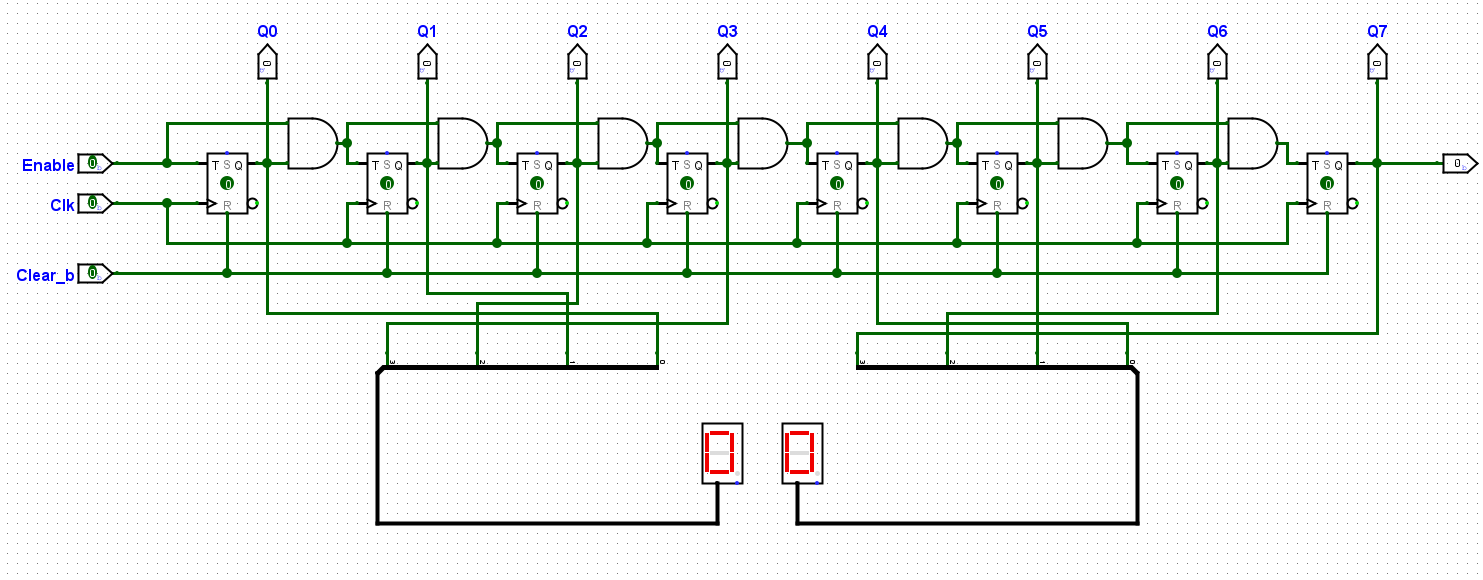 Q0 Q1 Q2 Q3 Q4 Q5 Q6 Q7
0 0 0 0 0 0 0 0
Enable 0 T S Q T S Q T S Q T S Q T S Q T S Q T S Q T S Q 0
0 0 0 0 0 0 0 0
Clk 0 R R R R R R R R
Clear_b 0
3 2 1 0 3 2 1 0
0 0